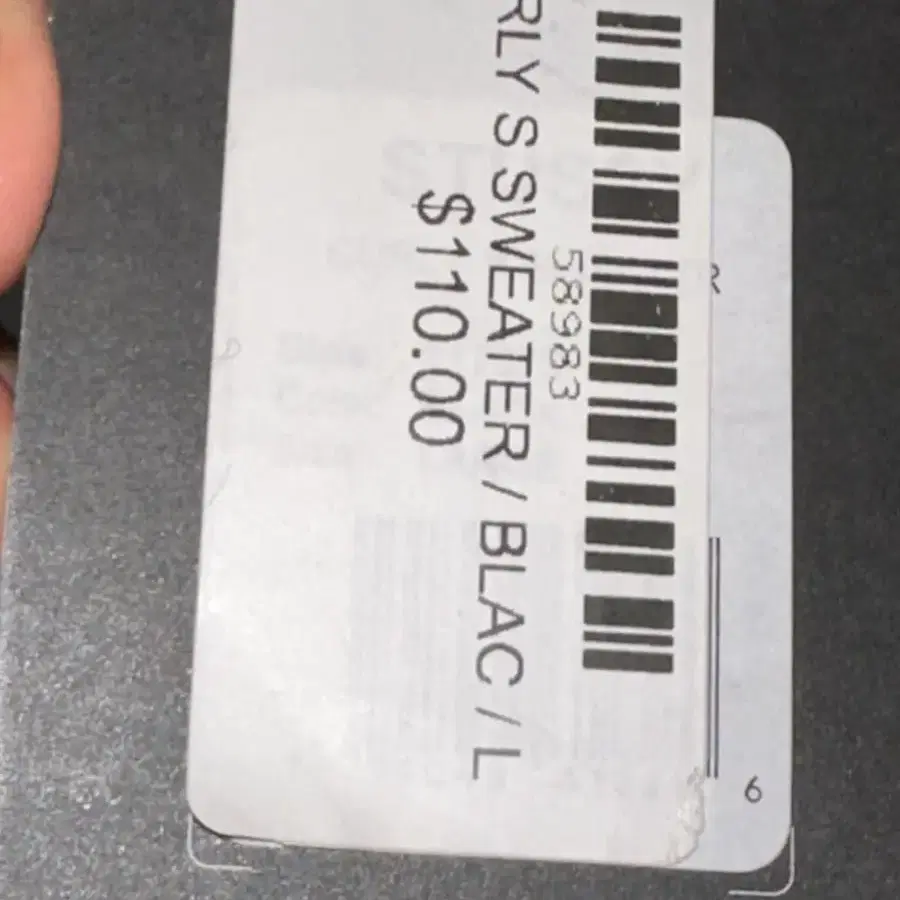 58983
RLY S SWEATER / BLAC / L
$110.00
R
6